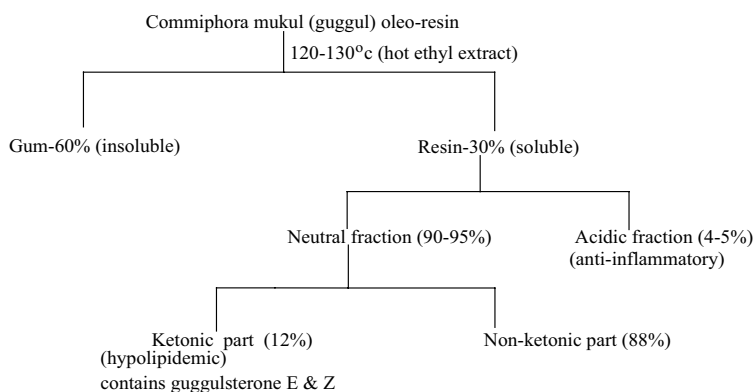 Commiphora mukul (guggul) oleo-resin
120-130°c (hot ethyl extract)
Gum-60% (insoluble)
Resin-30% (soluble)
Neutral fraction (90-95%)
Acidic fraction (4-5%)
(anti-inflammatory)
Ketonic part (12%)
(hypolipidemic)
contains guggulsterone E & Z
Non-ketonic part (88%)